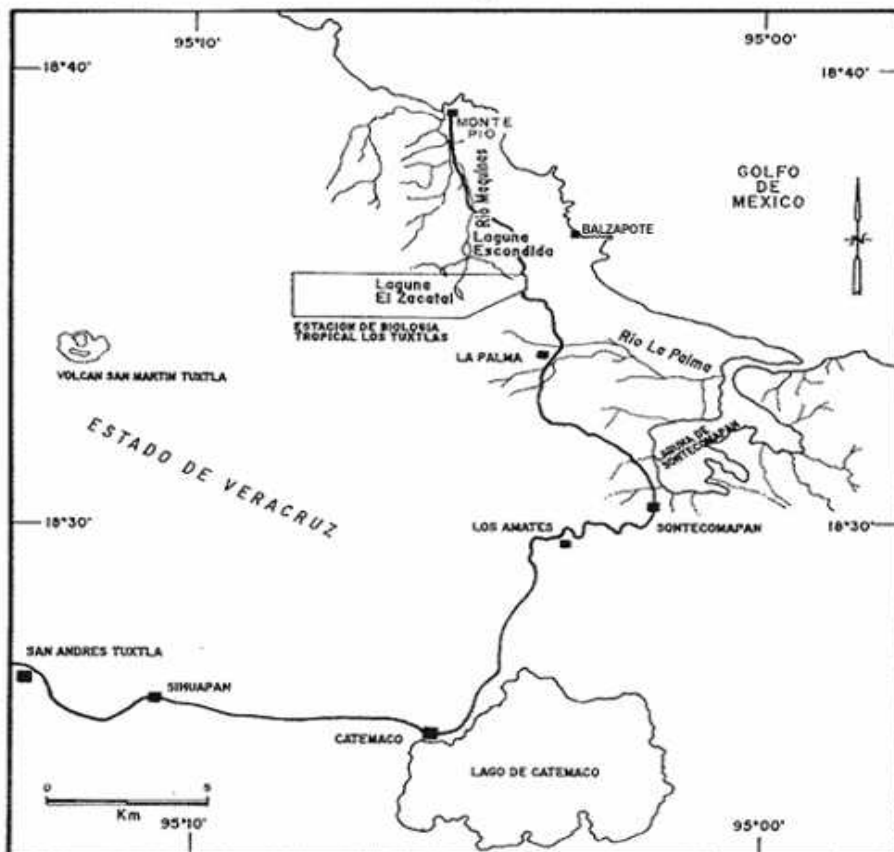 95°10'
95°00'
18°40'
18°40'
MONTE
PIO
Río Maquinas
GOLFO
DE
MEXICO
BALZAPOTE
Laguna
Escondida
Laguna
El Zacatal
ESTACION DE BIOLOGIA
TROPICAL LOS TUXTLAS
Río La Palma
LA PALMA
VOLCAN SAN MARTIN TUXTLA
ESTADO DE VERACRUZ
LAGUNA DE
SONTECOMAPAN
18°30'
LOS AMATES
SONTECOMAPAN
18°30'
SAN ANDRES TUXTLA
SIHUAPAN
CATEMACO
LAGO DE CATEMACO
0
5
Km
95°10'
95°00'
N